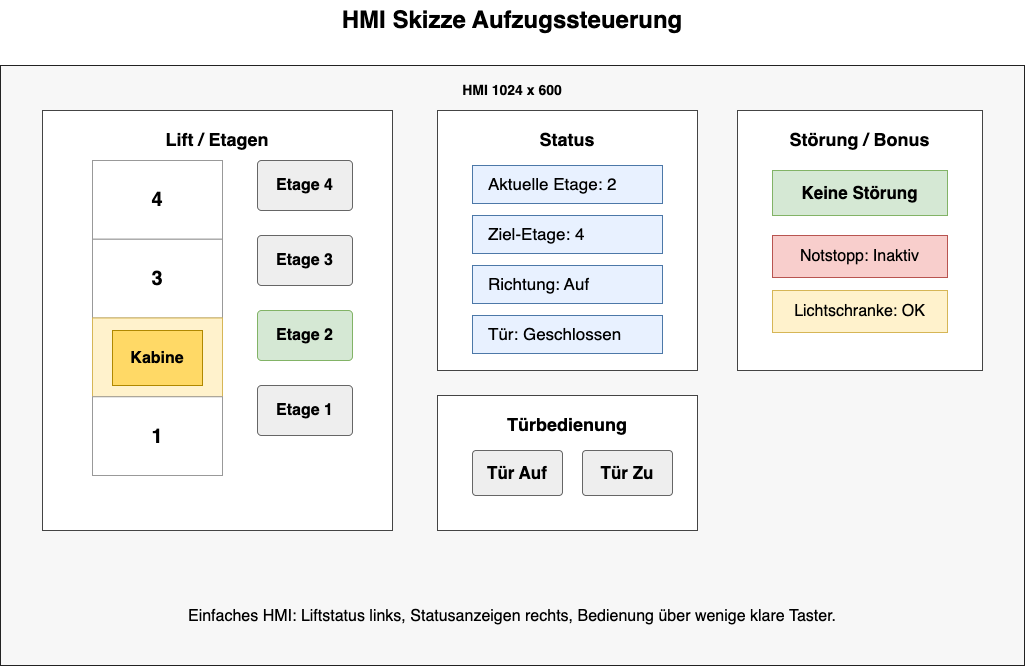 HMI Skizze Aufzugssteuerung
HMI 1024 x 600
Lift / Etagen
4
3
Kabine
1
Etage 4
Etage 3
Etage 2
Etage 1
Status
Aktuelle Etage: 2
Ziel-Etage: 4
Richtung: Auf
Tür: Geschlossen
Störung / Bonus
Keine Störung
Notstopp: Inaktiv
Lichtschranke: OK
Türbedienung
Tür Auf
Tür Zu
Einfaches HMI: Liftstatus links, Statusanzeigen rechts, Bedienung über wenige klare Taster.